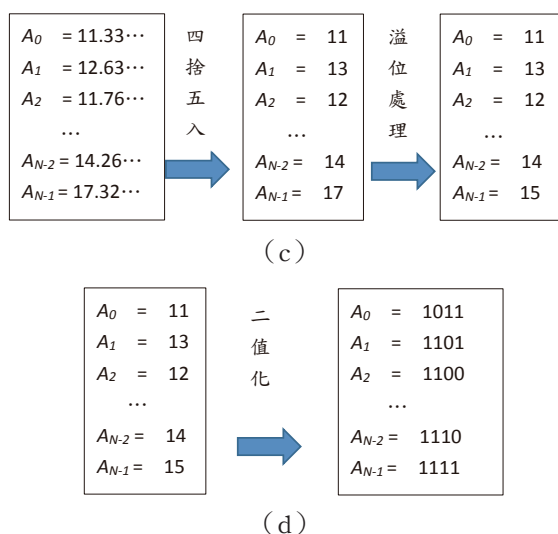 A0 = 11.33…
A1 = 12.63…
A2 = 11.76…
…
AN-2 = 14.26…
AN-1 = 17.32…
四捨五入
A0 = 11
A1 = 13
A2 = 12
…
AN-2 = 14
AN-1 = 17
溢位處理
A0 = 11
A1 = 13
A2 = 12
…
AN-2 = 14
AN-1 = 15
(c)
A0 = 11
A1 = 13
A2 = 12
…
AN-2 = 14
AN-1 = 15
二值化
A0 = 1011
A1 = 1101
A2 = 1100
…
AN-2 = 1110
AN-1 = 1111
(d)